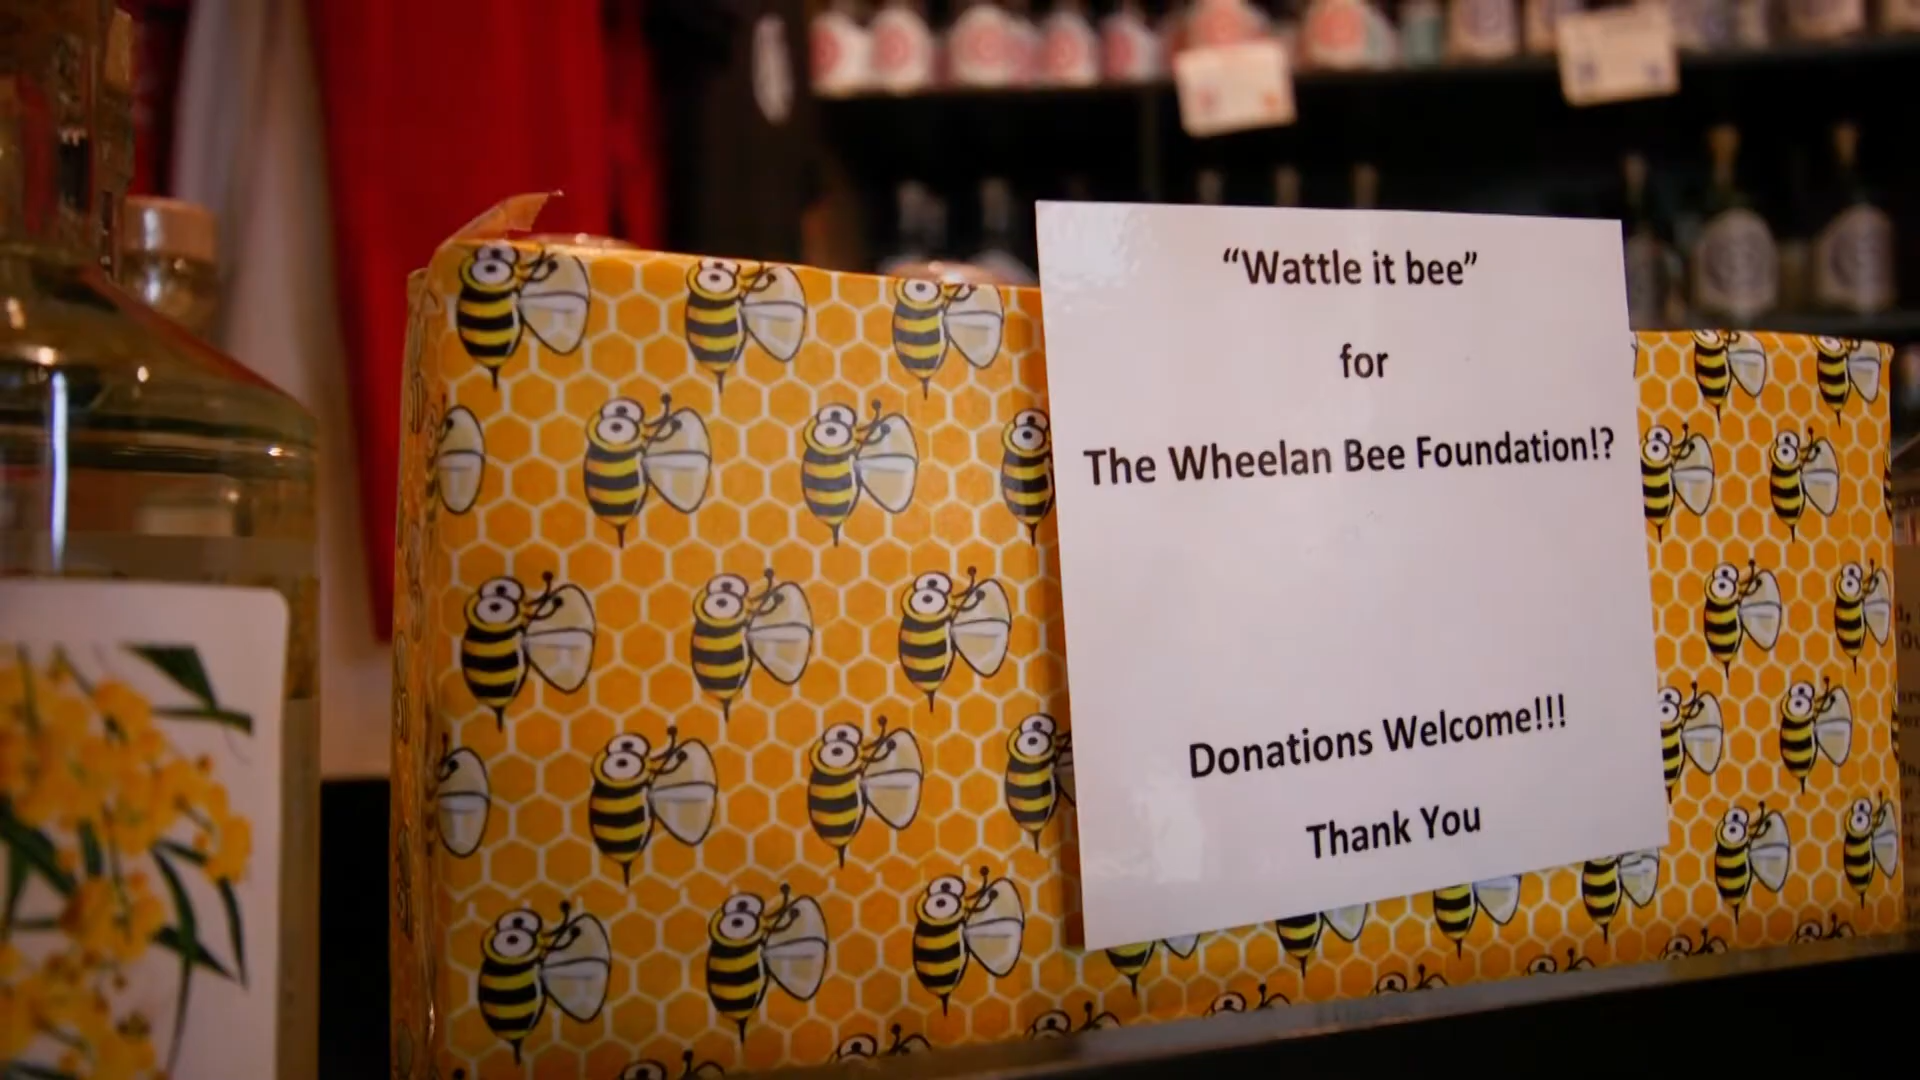 “Wattle it bee”
for
The Wheelan Bee Foundation!?
Donations Welcome!!!
Thank You